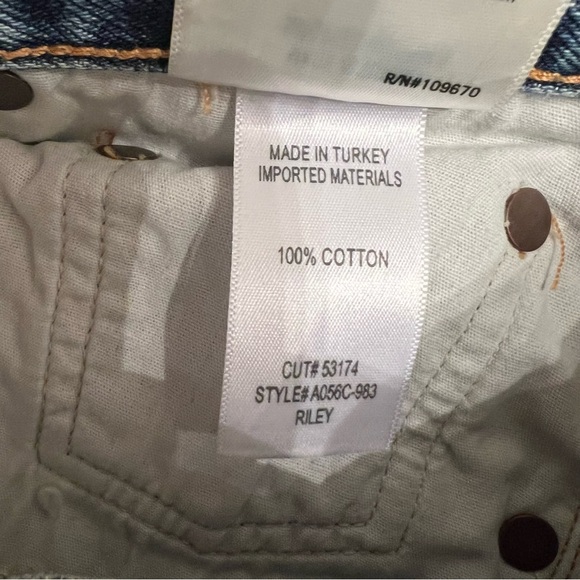 R/N#109670
MADE IN TURKEY
IMPORTED MATERIALS
100% COTTON
CUT# 53174
STYLE# A056C-983
RILEY